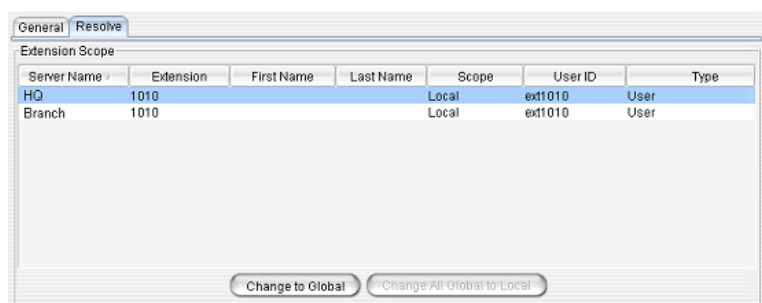 General Resolve
Extension Scope
Server Name Extension First Name Last Name Scope User ID Type
HQ 1010 Local ext1010 User
Branch 1010 Local ext1010 User
Change to Global Change All Global to Local